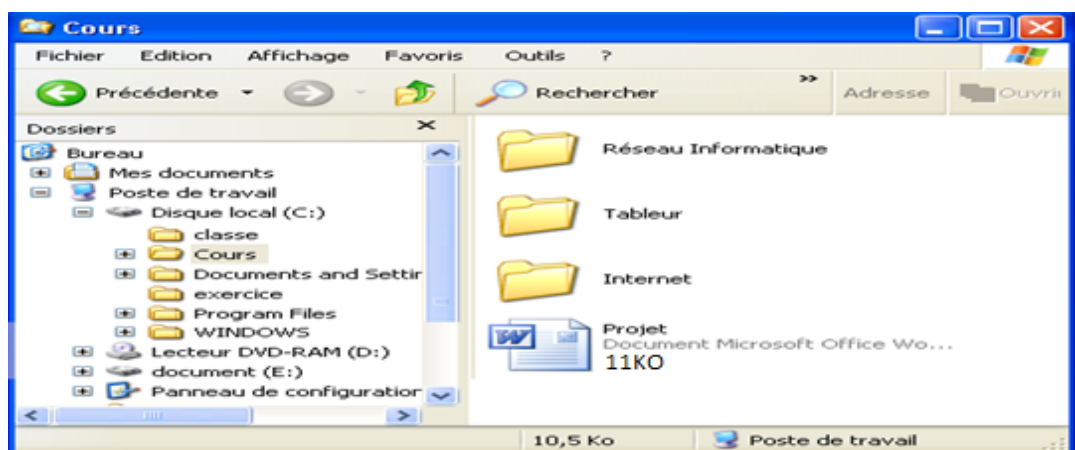 Cours
Fichier Edition Affichage Favoris Outils ?
Précédente Rechercher » Adresse Ouvrir
Dossiers
Bureau
Mes documents
Poste de travail
Disque local (C:)
classe
Cours
Documents and Settir
exercice
Program Files
WINDOWS
Lecteur DVD-RAM (D:)
document (E:)
Panneau de configuration
Réseau Informatique
Tableur
Internet
Projet
Document Microsoft Office Wo...
11KO
10,5 Ko Poste de travail